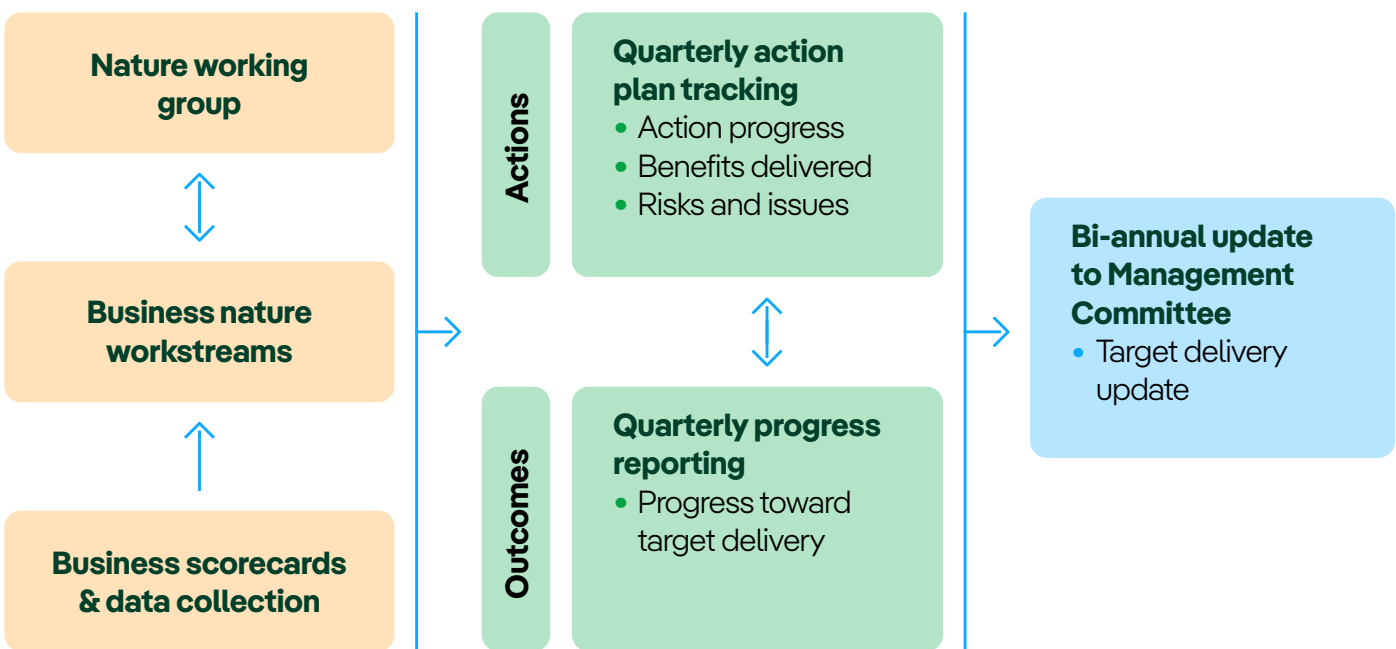 Nature working
group
Business nature
workstreams
Business scorecards
& data collection
Actions
Quarterly action
plan tracking
• Action progress
• Benefits delivered
• Risks and issues
Outcomes
Quarterly progress
reporting
• Progress toward
target delivery
Bi-annual update
to Management
Committee
• Target delivery
update